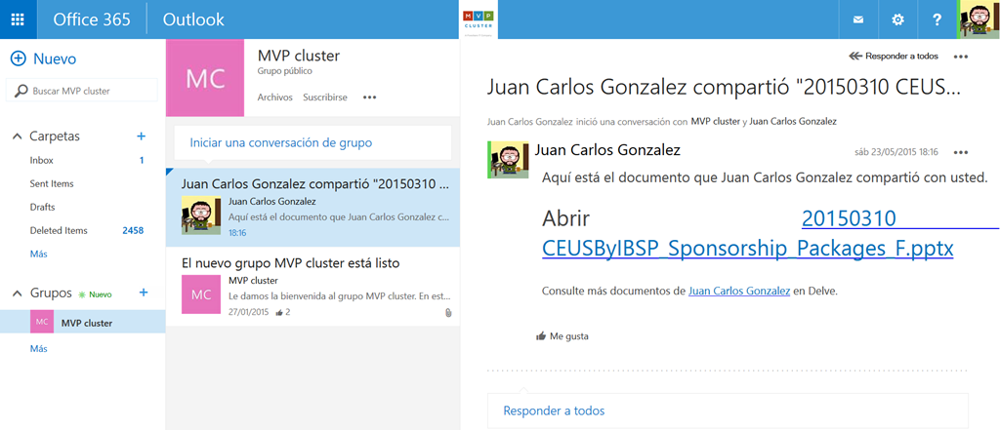 Office 365
Outlook
M V P
CLUSTER
?
Nuevo
Buscar MVP cluster
Carpetas +
Inbox 1
Sent Items
Drafts
Deleted Items 2458
Más
Grupos Nuevo +
MC MVP cluster
Más
MC
MVP cluster
Grupo público
Archivos Suscribirse •••
Iniciar una conversación de grupo
Juan Carlos Gonzalez compartió "20150310 ...
Juan Carlos Gonzalez
Aquí está el documento que Juan Carlos Gonzalez c...
18:16
El nuevo grupo MVP cluster está listo
MC
MVP cluster
Le damos la bienvenida al grupo MVP cluster. En est...
27/01/2015 2
Responder a todos •••
Juan Carlos Gonzalez compartió "20150310 CEUS...
Juan Carlos Gonzalez inició una conversación con MVP cluster y Juan Carlos Gonzalez
Juan Carlos Gonzalez sáb 23/05/2015 18:16 •••
Aquí está el documento que Juan Carlos Gonzalez compartió con usted.
Abrir 20150310
CEUSByIBSP_Sponsorship_Packages_F.pptx
Consulte más documentos de Juan Carlos Gonzalez en Delve.
Me gusta
Responder a todos